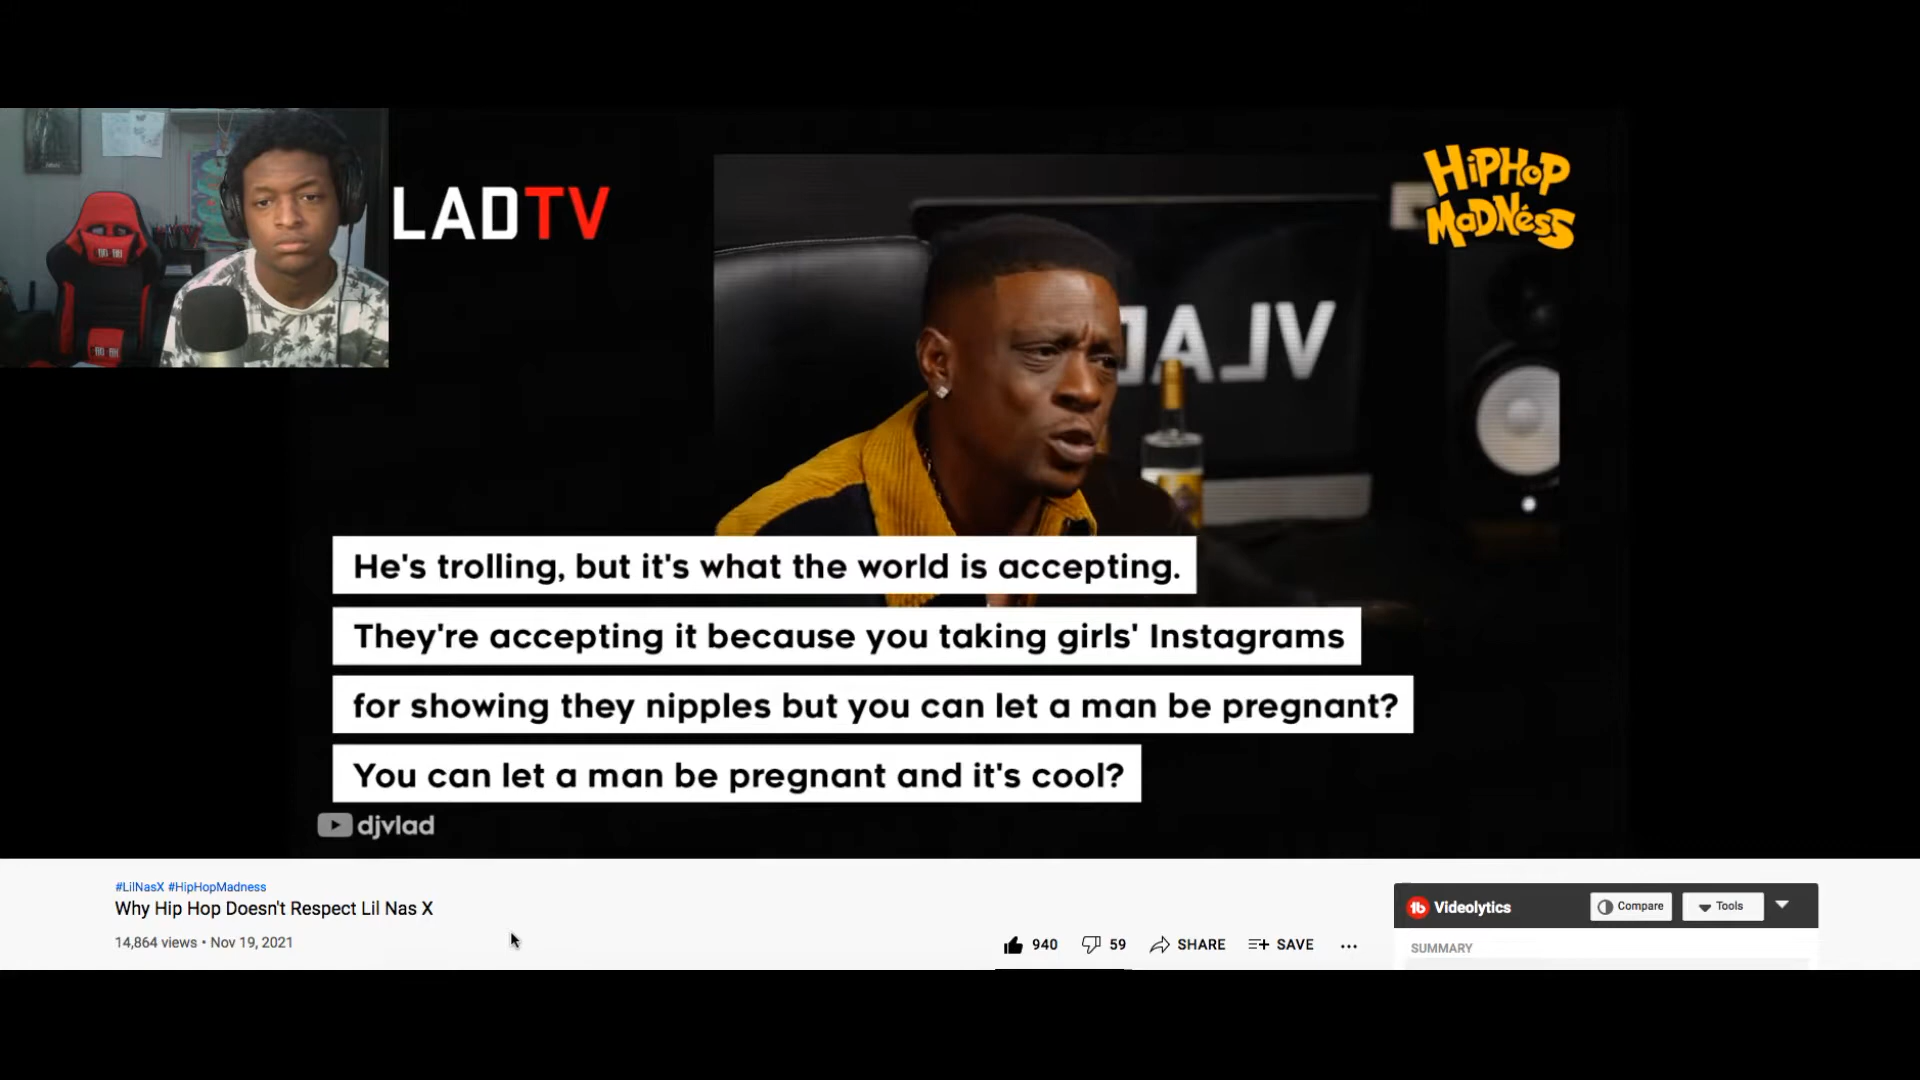 LADTV
HiPHoP
MaDNéss
VLAD
He's trolling, but it's what the world is accepting.
They're accepting it because you taking girls' Instagrams
for showing they nipples but you can let a man be pregnant?
You can let a man be pregnant and it's cool?
djvlad
#LilNasX #HipHopMadness
Why Hip Hop Doesn't Respect Lil Nas X
14,864 views • Nov 19, 2021
940
59
SHARE
SAVE
...
tb Videolytics
Compare
Tools
SUMMARY